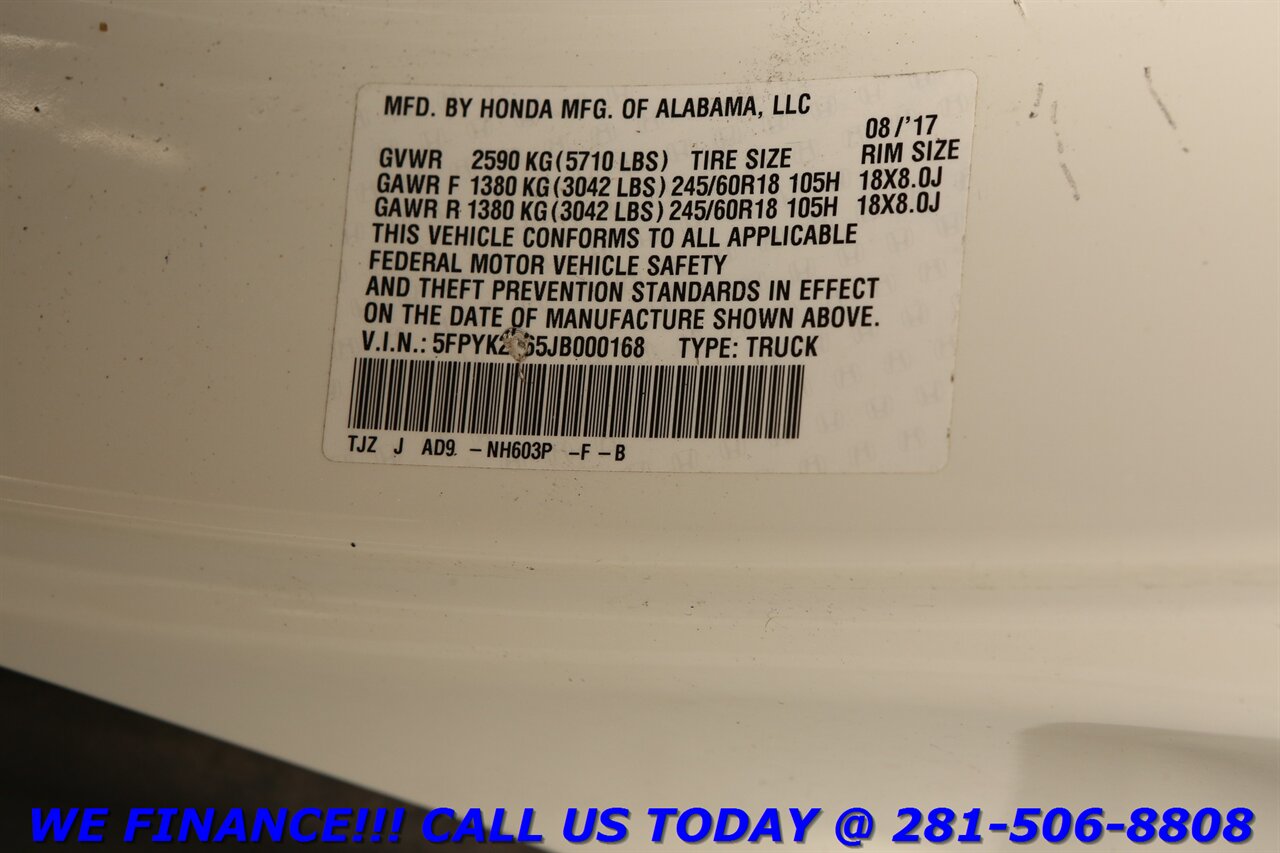 MFD. BY HONDA MFG. OF ALABAMA, LLC
08/'17
GVWR 2590 KG (5710 LBS) TIRE SIZE RIM SIZE
GAWR F 1380 KG (3042 LBS) 245/60R18 105H 18X8.0J
GAWR R 1380 KG (3042 LBS) 245/60R18 105H 18X8.0J
THIS VEHICLE CONFORMS TO ALL APPLICABLE
FEDERAL MOTOR VEHICLE SAFETY
AND THEFT PREVENTION STANDARDS IN EFFECT
ON THE DATE OF MANUFACTURE SHOWN ABOVE.
V.I.N.: TYPE: TRUCK
TJZ J AD9 - NH603P -F -B
WE FINANCE!!! CALL US TODAY @ 281-506-8808